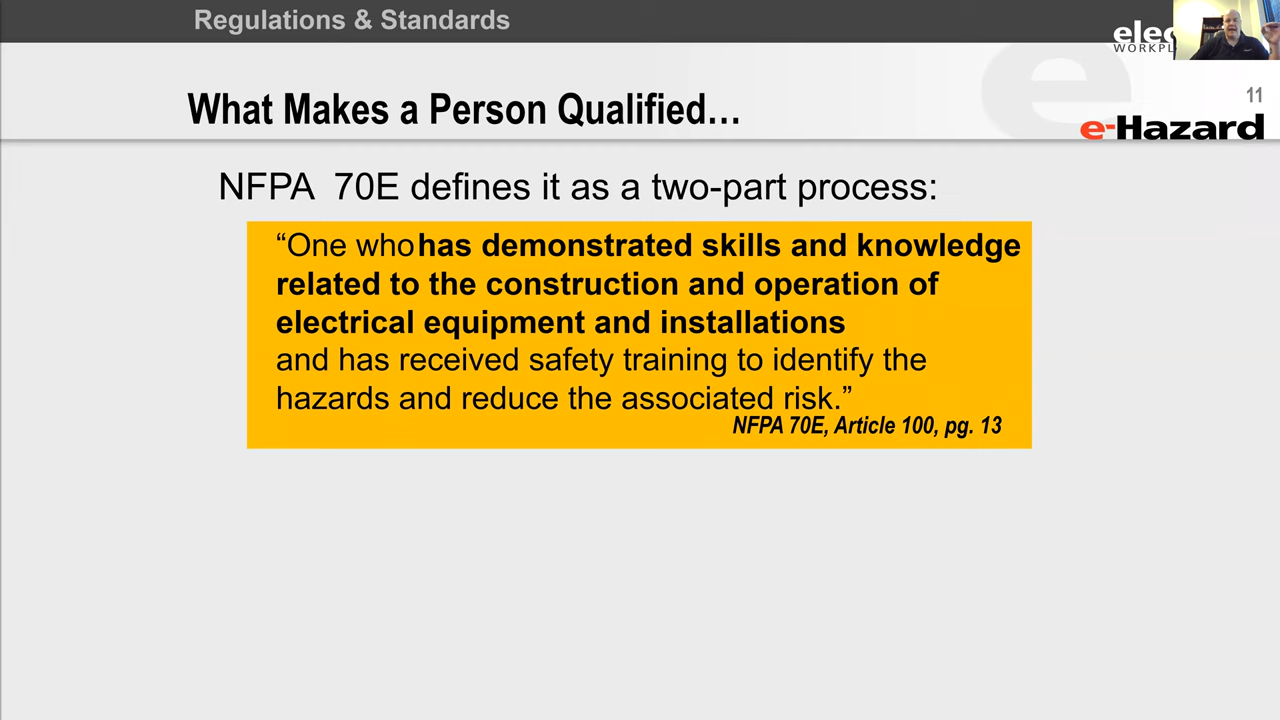 Regulations & Standards
elec
WORKPL
What Makes a Person Qualified…
11
e-Hazard
NFPA 70E defines it as a two-part process:
“One who has demonstrated skills and knowledge
related to the construction and operation of
electrical equipment and installations
and has received safety training to identify the
hazards and reduce the associated risk.”
NFPA 70E, Article 100, pg. 13